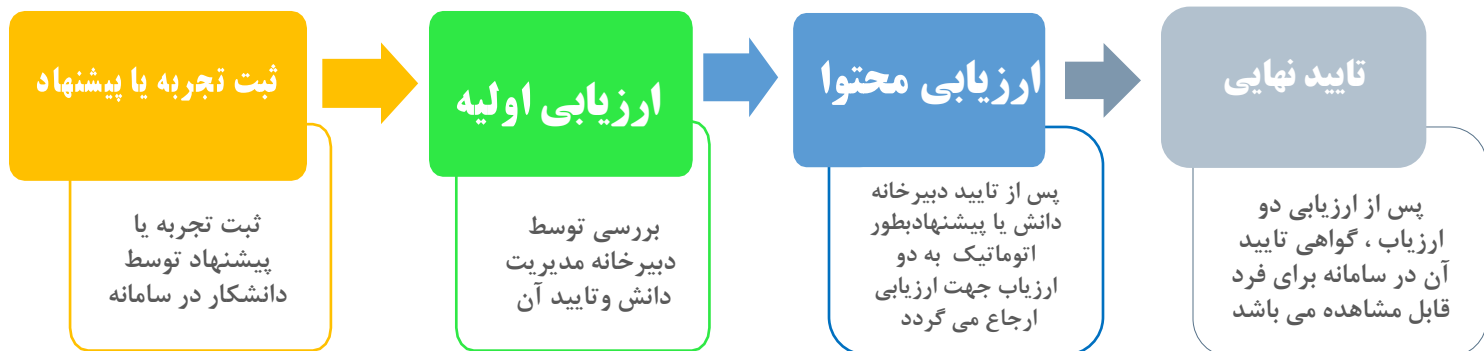 ثبت تجربه یا پیشنهاد
ثبت تجربه یا
پیشنهاد توسط
دانشکار در سامانه
ارزیابی اولیه
بررسی توسط
دبیرخانه مدیریت
دانش وتایید آن
ارزیابی محتوا
پس از تایید دبیرخانه
دانش یا پیشنهادبطور
اتوماتیک به دو
ارزیاب جهت ارزیابی
ارجاع می گردد
تایید نهایی
پس از ارزیابی دو
ارزیاب ، گواهی تایید
آن در سامانه برای فرد
قابل مشاهده می باشد